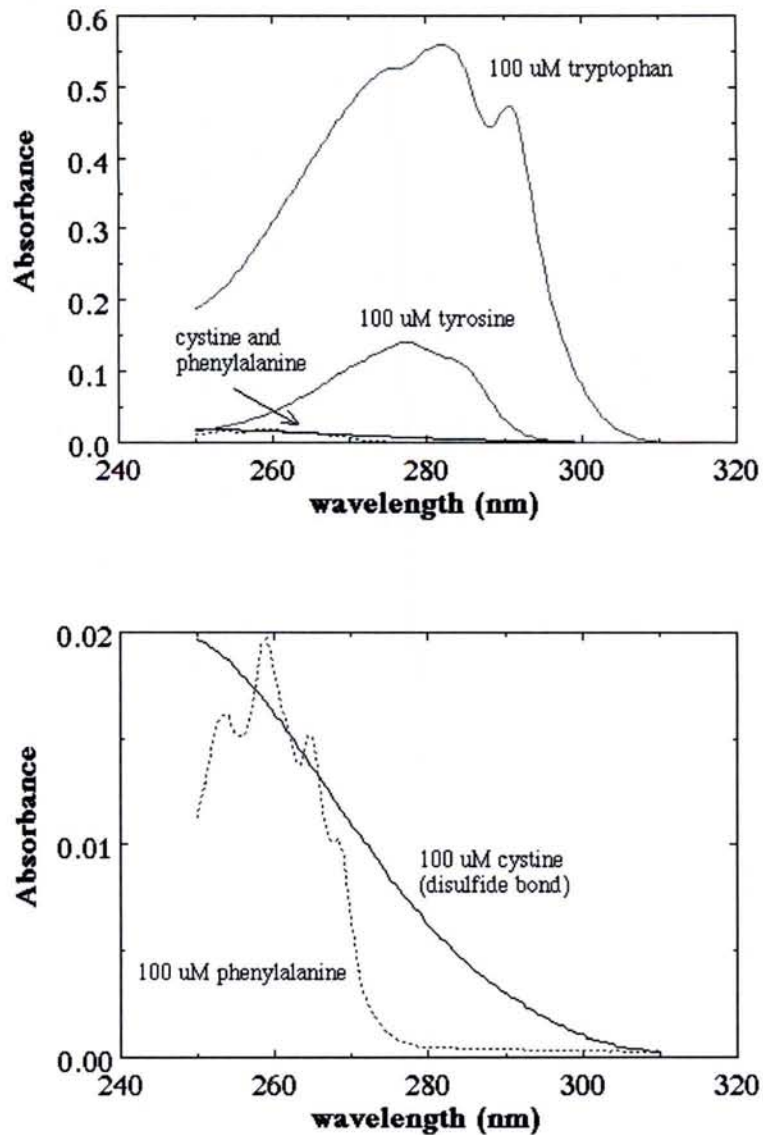 0.6
0.5
0.4
0.3
0.2
0.1
0.0
Absorbance
100 uM tryptophan
100 uM tyrosine
cystine and
phenylalanine
240
260
280
300
320
wavelength (nm)
0.02
0.01
0.00
Absorbance
100 uM cystine
(disulfide bond)
100 uM phenylalanine
240
260
280
300
320
wavelength (nm)